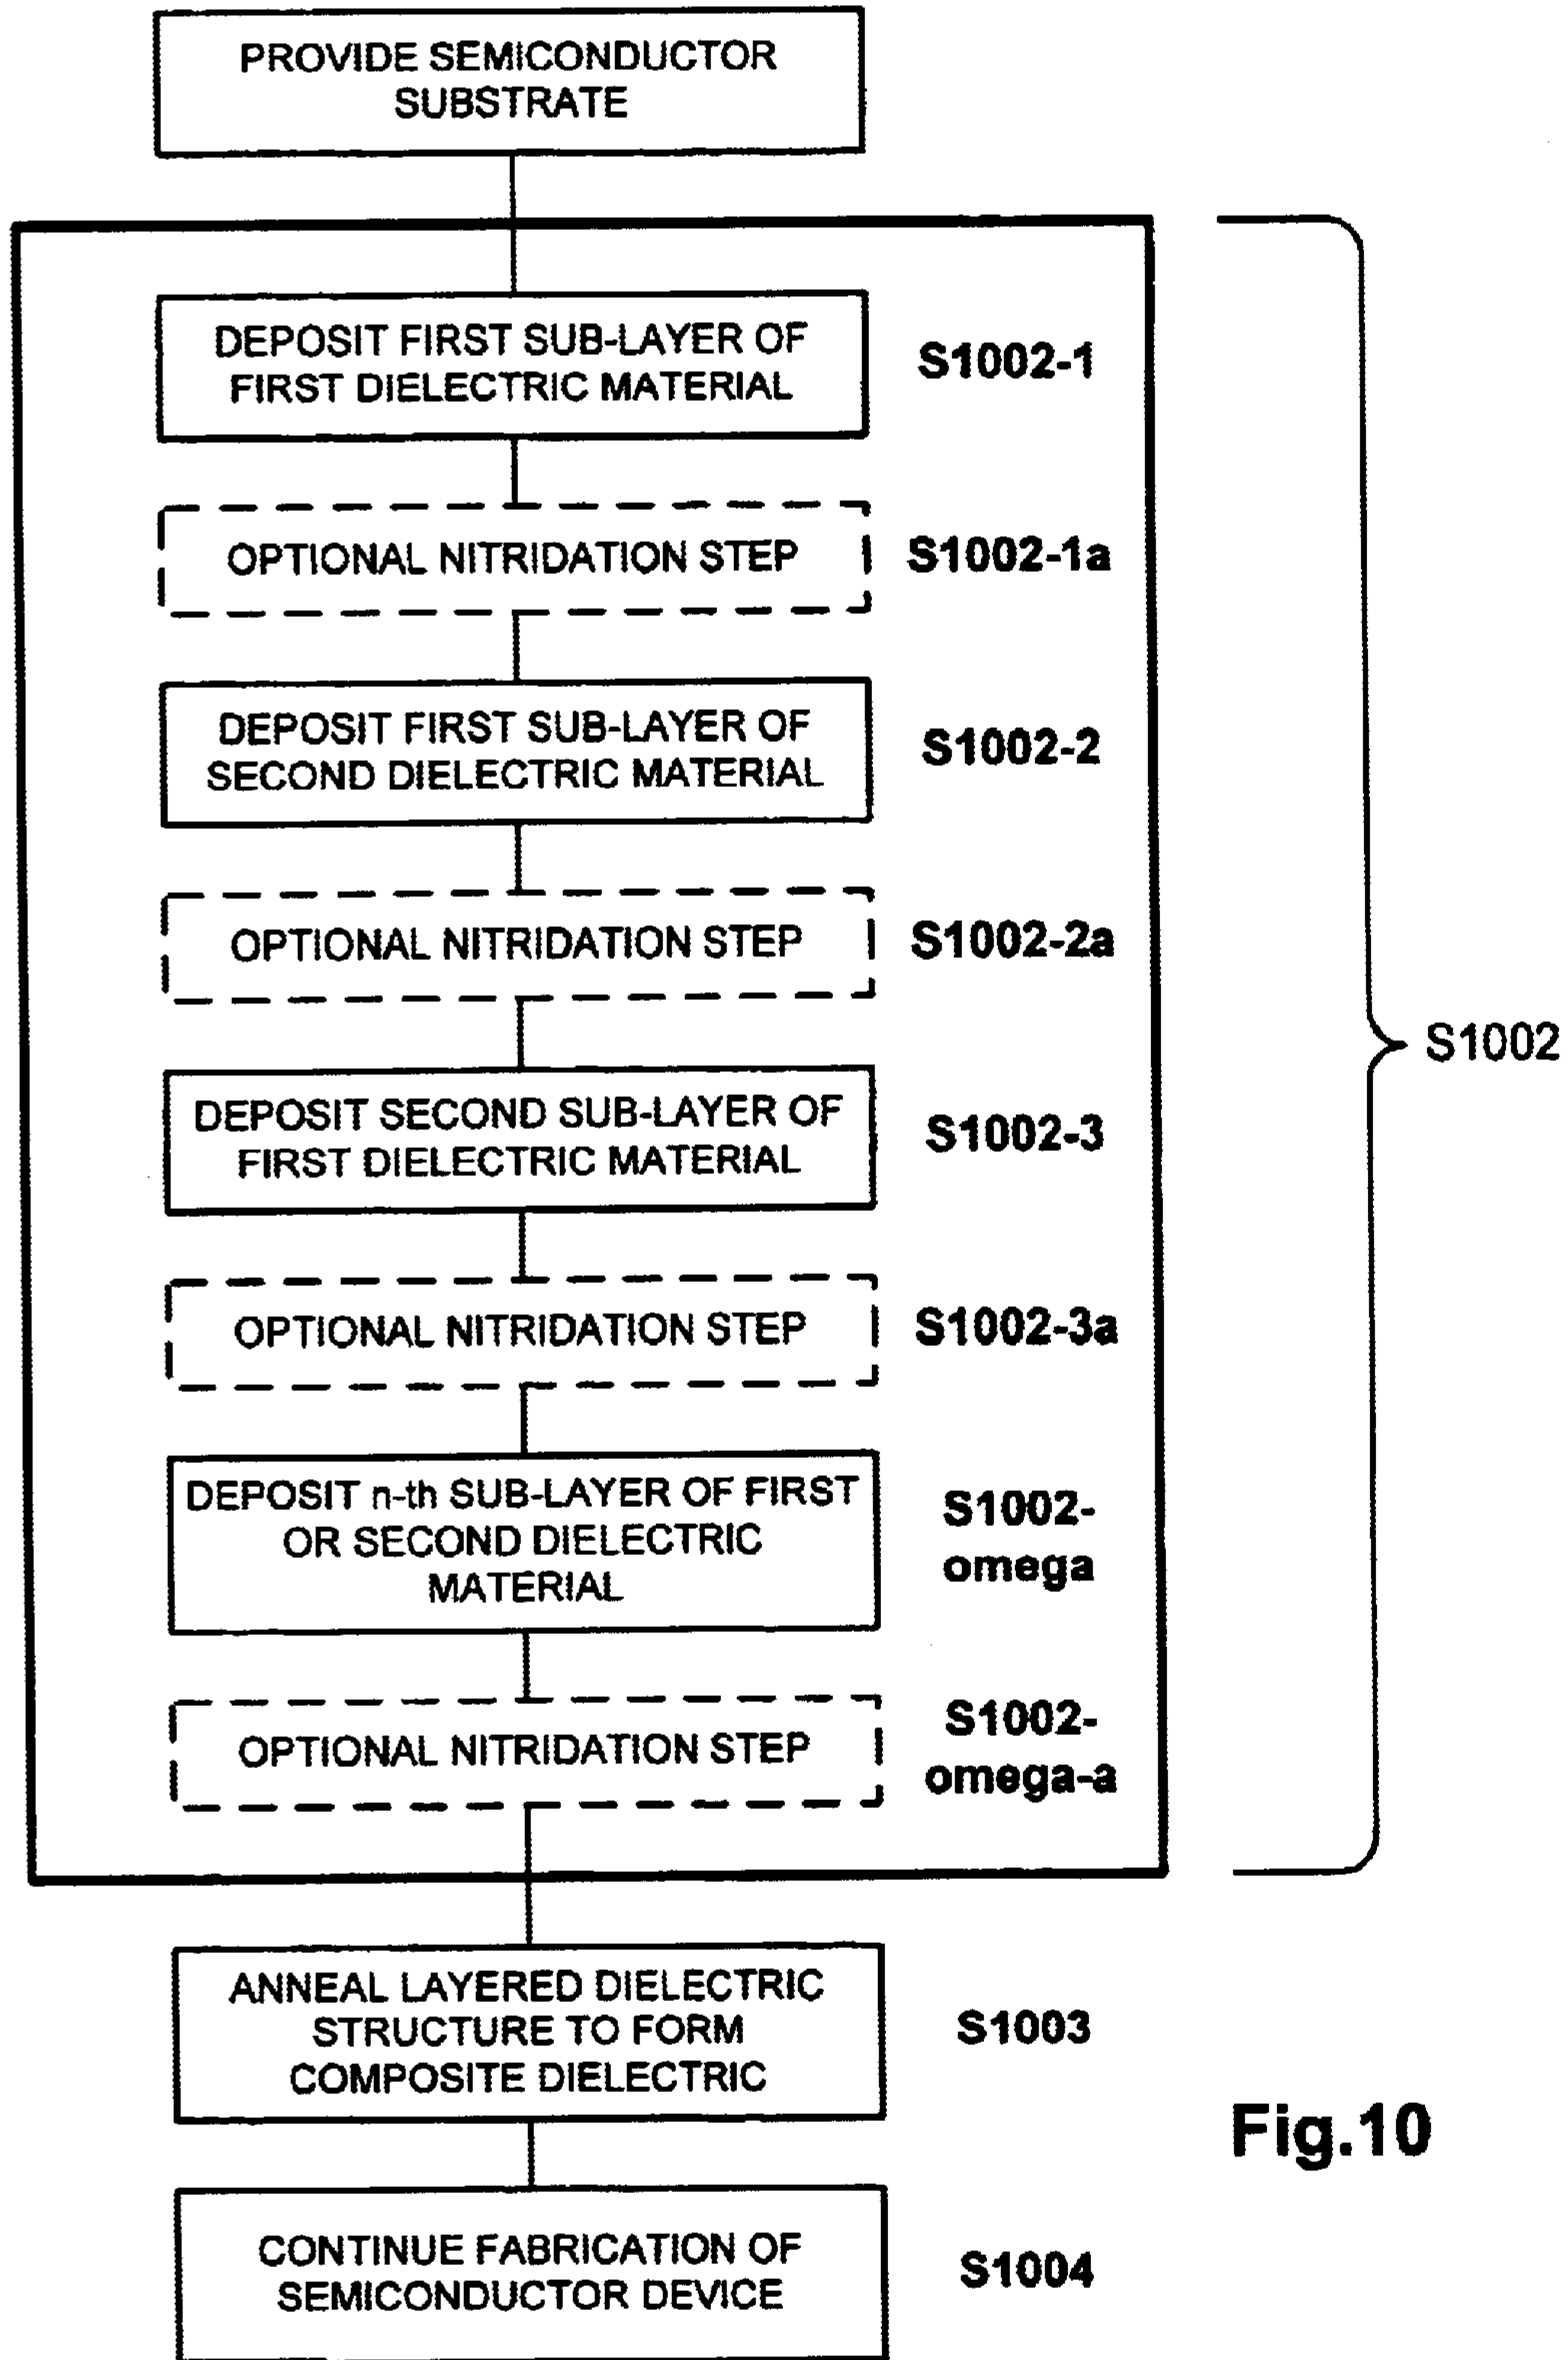 PROVIDE SEMICONDUCTOR
SUBSTRATE
DEPOSIT FIRST SUB-LAYER OF
FIRST DIELECTRIC MATERIAL
S1002-1
OPTIONAL NITRIDATION STEP
S1002-1a
DEPOSIT FIRST SUB-LAYER OF
SECOND DIELECTRIC MATERIAL
S1002-2
OPTIONAL NITRIDATION STEP
S1002-2a
S1002
DEPOSIT SECOND SUB-LAYER OF
FIRST DIELECTRIC MATERIAL
S1002-3
OPTIONAL NITRIDATION STEP
S1002-3a
DEPOSIT n-th SUB-LAYER OF FIRST
OR SECOND DIELECTRIC
MATERIAL
S1002-
omega
OPTIONAL NITRIDATION STEP
S1002-
omega-a
ANNEAL LAYERED DIELECTRIC
STRUCTURE TO FORM
COMPOSITE DIELECTRIC
S1003
Fig.10
CONTINUE FABRICATION OF
SEMICONDUCTOR DEVICE
S1004